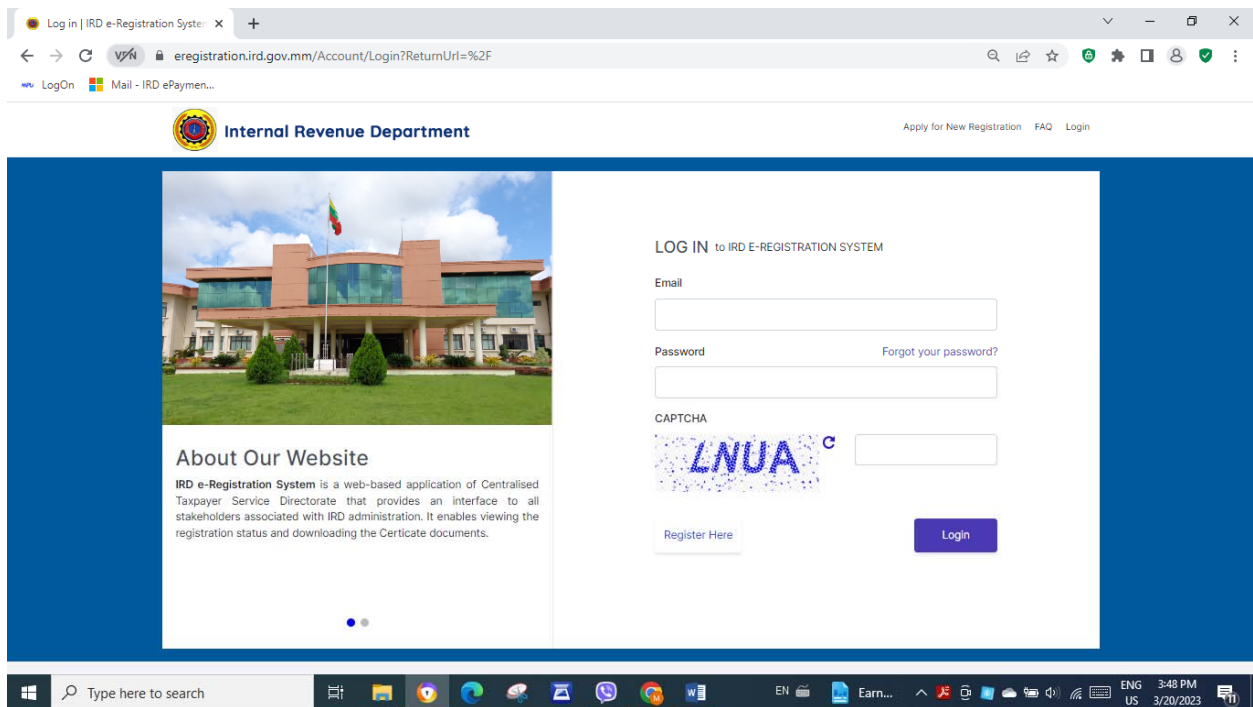 Log in | IRD e-Registration System
VPN
eregistration.ird.gov.mm/Account/Login?ReturnUrl=%2F
LogOn Mail - IRD ePaymen...
Internal Revenue Department
Apply for New Registration FAQ Login
LOG IN to IRD E-REGISTRATION SYSTEM
Email
Password Forgot your password?
CAPTCHA
LNUA
Register Here Login
About Our Website
IRD e-Registration System is a web-based application of Centralised
Taxpayer Service Directorate that provides an interface to all
stakeholders associated with IRD administration. It enables viewing the
registration status and downloading the Certicate documents.
Type here to search
EN
Earn...
ENG
US
3:48 PM
3/20/2023
11